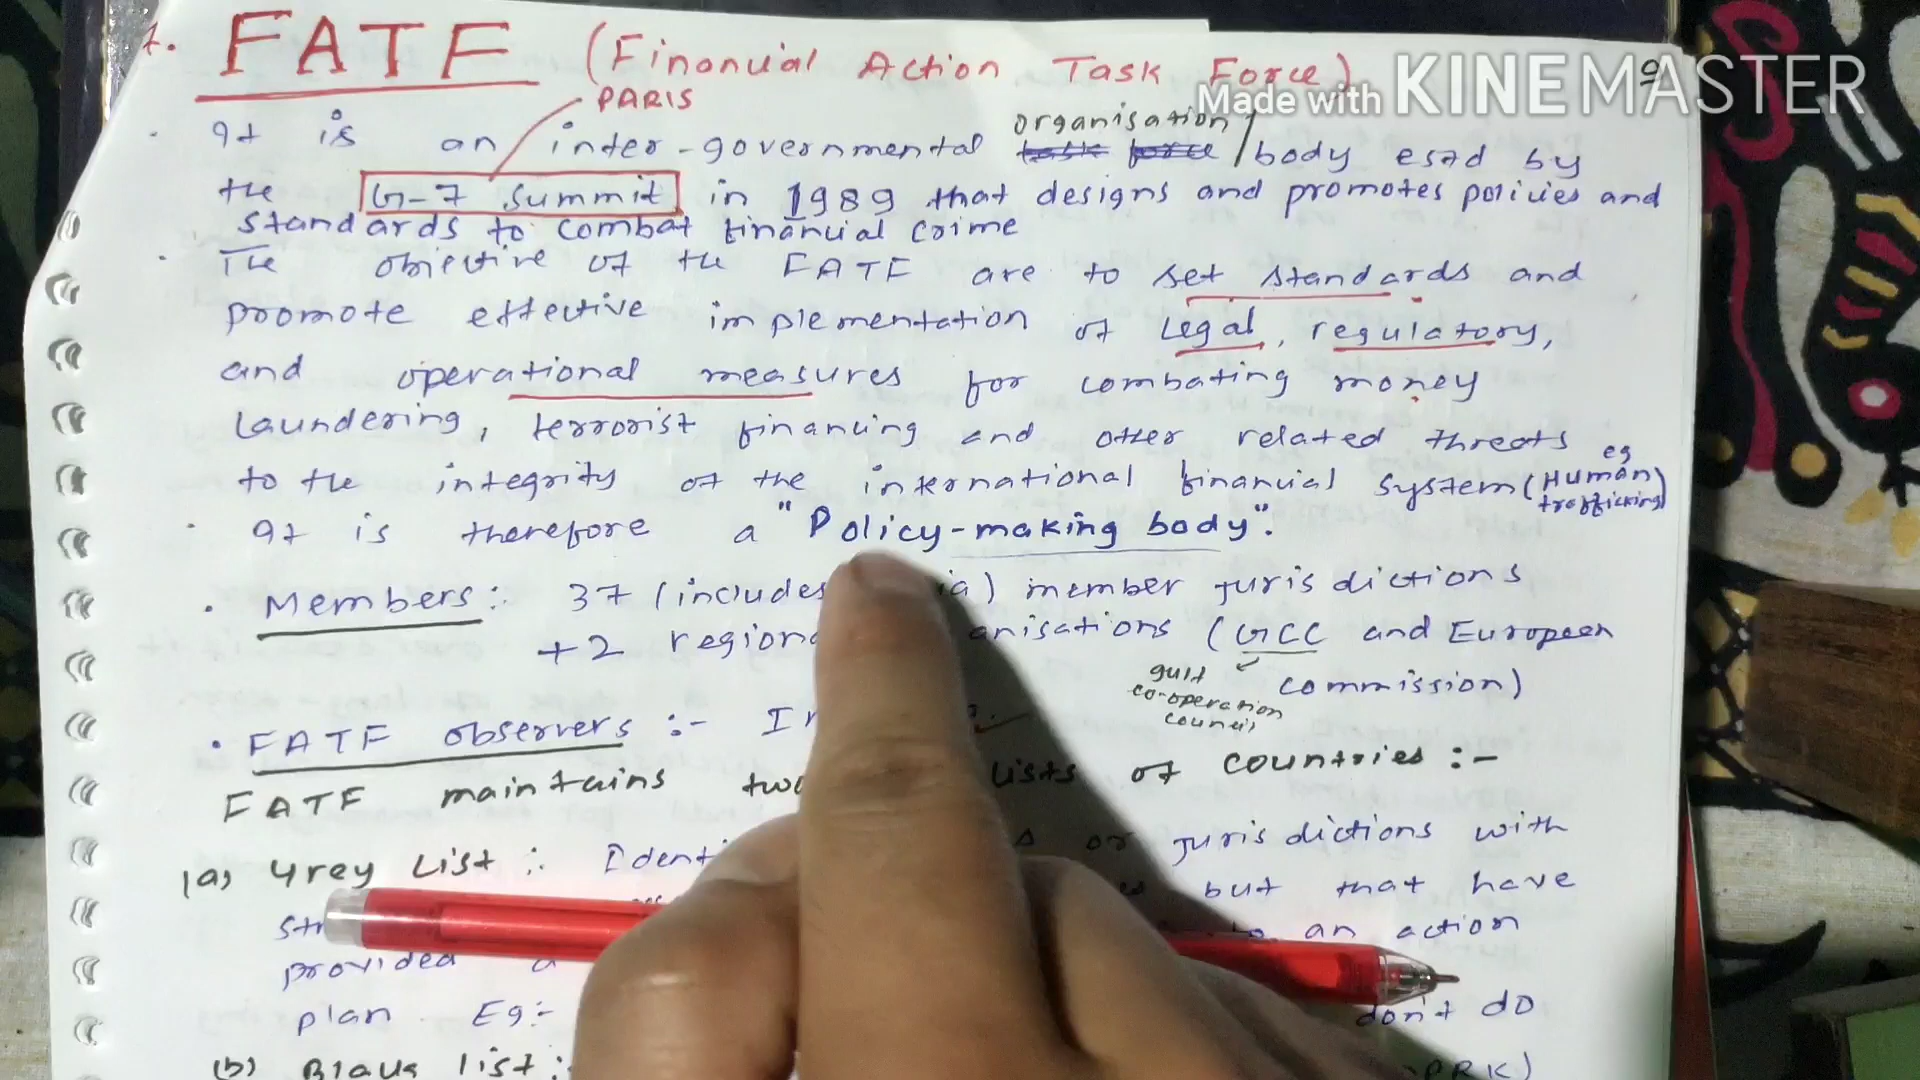 1. FATF (Financial Action Task Force)
Made with KINEMASTER
PARIS
organisation
It is an inter-governmental task force / body estd by
the G-7 Summit in 1989 that designs and promotes policies and
standards to combat financial crime
The objective of the FATF are to set standards and
promote effective implementation of legal, regulatory,
and operational measures for combating money
laundering, terrorist financing and other related threats
to the integrity of the international financial system (eg Human trafficking)
It is therefore a "Policy-making body".
Members:- 37 (includes member jurisdictions
+2 (GCC and European
gulf co-operation council
commission)
FATF observers :-
FATF maintains lists of countries :-
(a) Grey List :- or jurisdictions with
but that have
an action
provided a
plan. Eg:- don't do
(b) Black list :-